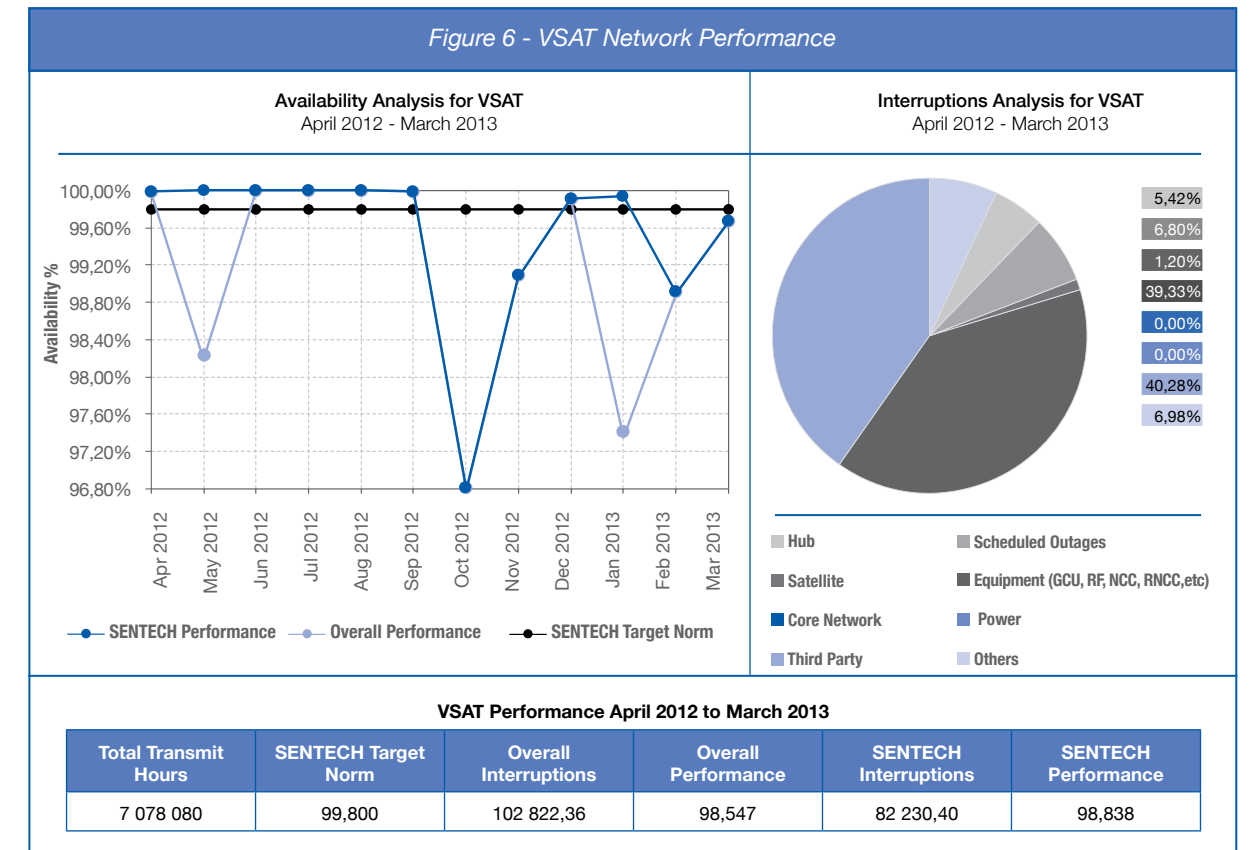 Figure 6 - VSAT Network Performance
Availability Analysis for VSAT
April 2012 - March 2013
Availability %
100,00%
99,60%
99,20%
98,80%
98,40%
98,00%
97,60%
97,20%
96,80%
Apr 2012
May 2012
Jun 2012
Jul 2012
Aug 2012
Sep 2012
Oct 2012
Nov 2012
Dec 2012
Jan 2013
Feb 2013
Mar 2013
SENTECH Performance
Overall Performance
SENTECH Target Norm
Interruptions Analysis for VSAT
April 2012 - March 2013
5,42%
6,80%
1,20%
39,33%
0,00%
0,00%
40,28%
6,98%
Hub
Scheduled Outages
Satellite
Equipment (GCU, RF, NCC, RNCC,etc)
Core Network
Power
Third Party
Others
VSAT Performance April 2012 to March 2013
Total Transmit Hours
SENTECH Target Norm
Overall Interruptions
Overall Performance
SENTECH Interruptions
SENTECH Performance
7 078 080
99,800
102 822,36
98,547
82 230,40
98,838